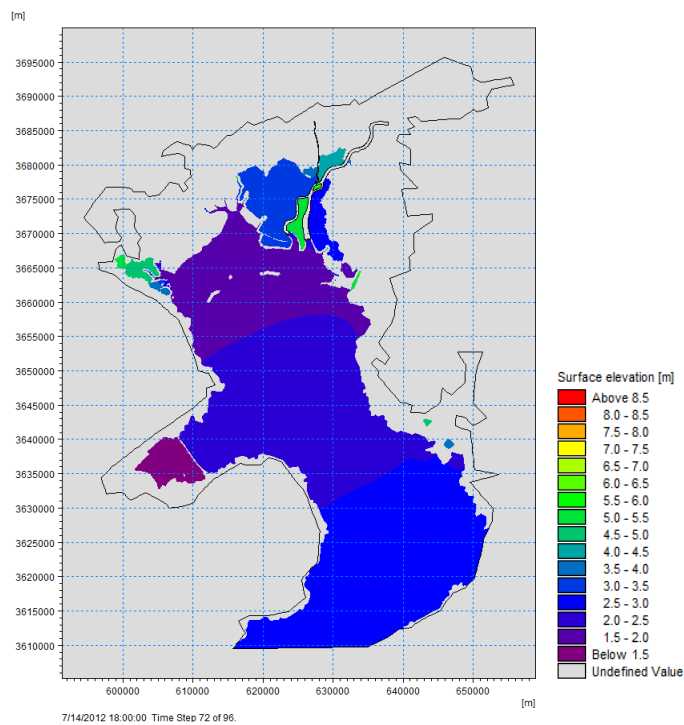 [m]
3695000
3690000
3685000
3680000
3675000
3670000
3665000
3660000
3655000
3650000
3645000
3640000
3635000
3630000
3625000
3620000
3615000
3610000
600000 610000 620000 630000 640000 650000
[m]
7/14/2012 18:00:00 Time Step 72 of 96.
Surface elevation [m]
Above 8.5
8.0 - 8.5
7.5 - 8.0
7.0 - 7.5
6.5 - 7.0
6.0 - 6.5
5.5 - 6.0
5.0 - 5.5
4.5 - 5.0
4.0 - 4.5
3.5 - 4.0
3.0 - 3.5
2.5 - 3.0
2.0 - 2.5
1.5 - 2.0
Below 1.5
Undefined Value